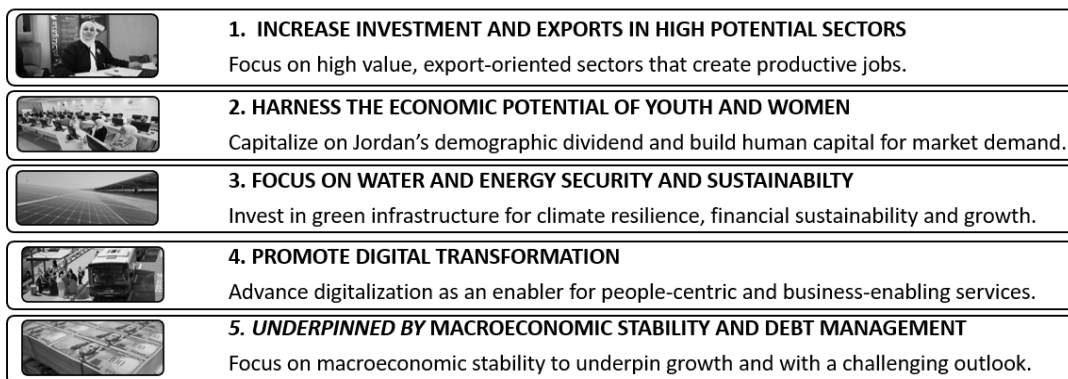 1. INCREASE INVESTMENT AND EXPORTS IN HIGH POTENTIAL SECTORS
Focus on high value, export-oriented sectors that create productive jobs.
2. HARNESS THE ECONOMIC POTENTIAL OF YOUTH AND WOMEN
Capitalize on Jordan’s demographic dividend and build human capital for market demand.
3. FOCUS ON WATER AND ENERGY SECURITY AND SUSTAINABILTY
Invest in green infrastructure for climate resilience, financial sustainability and growth.
4. PROMOTE DIGITAL TRANSFORMATION
Advance digitalization as an enabler for people-centric and business-enabling services.
5. UNDERPINNED BY MACROECONOMIC STABILITY AND DEBT MANAGEMENT
Focus on macroeconomic stability to underpin growth and with a challenging outlook.